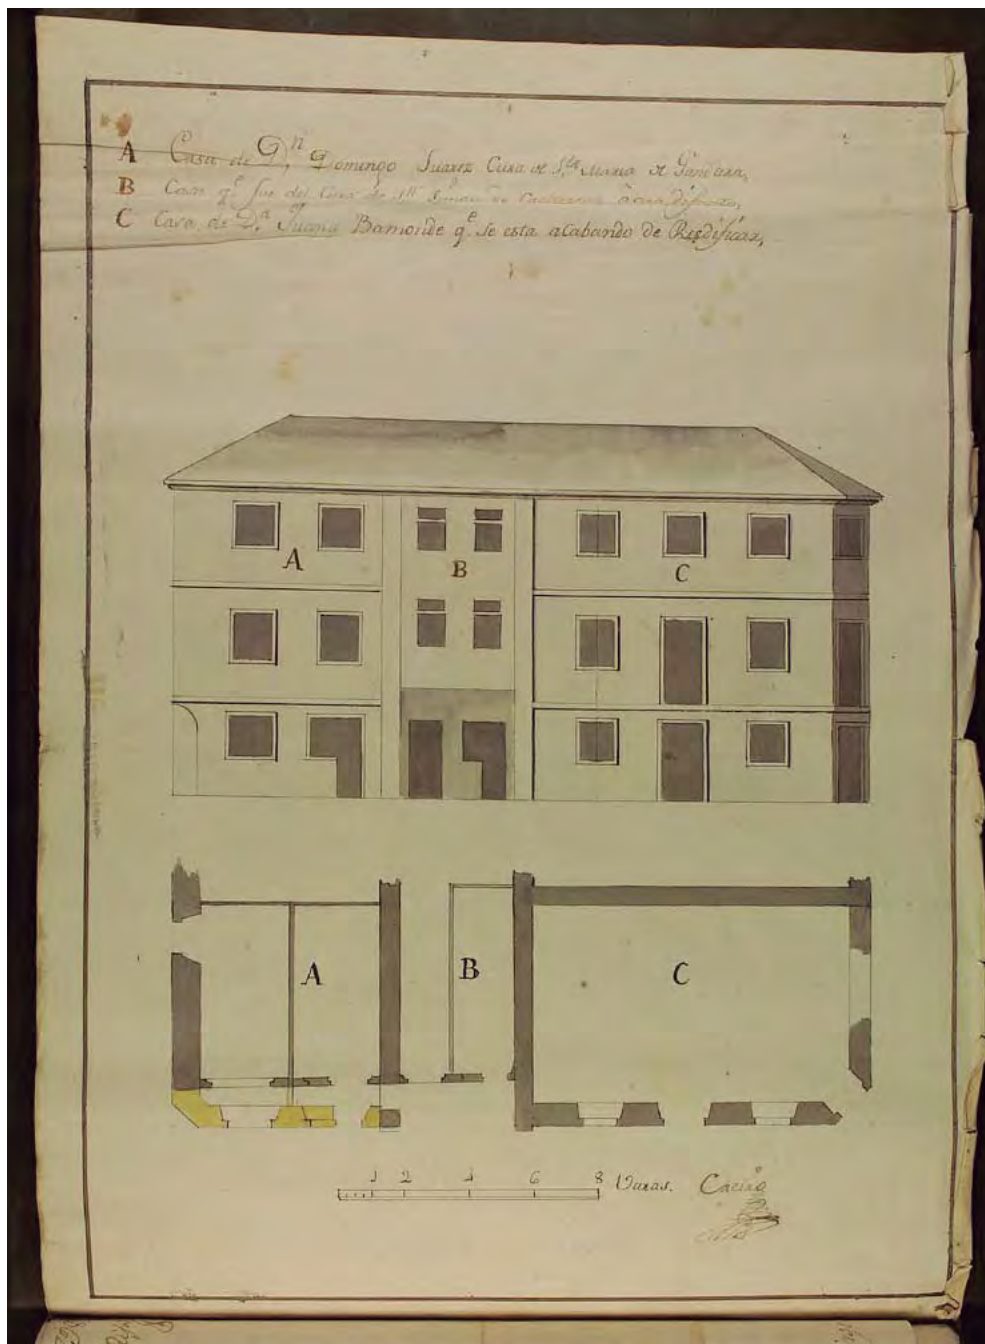 A Casa de Dn. Domingo Suarez Cura de Sta. Maria de Gandara,
B Casa q.e fue del Cura de
C Casa de D.a Juana Bamonde q.e se esta acabando de Reedificar,
A
B
C
A
B
C
1 2 4 6 8 Varas. Caeiro